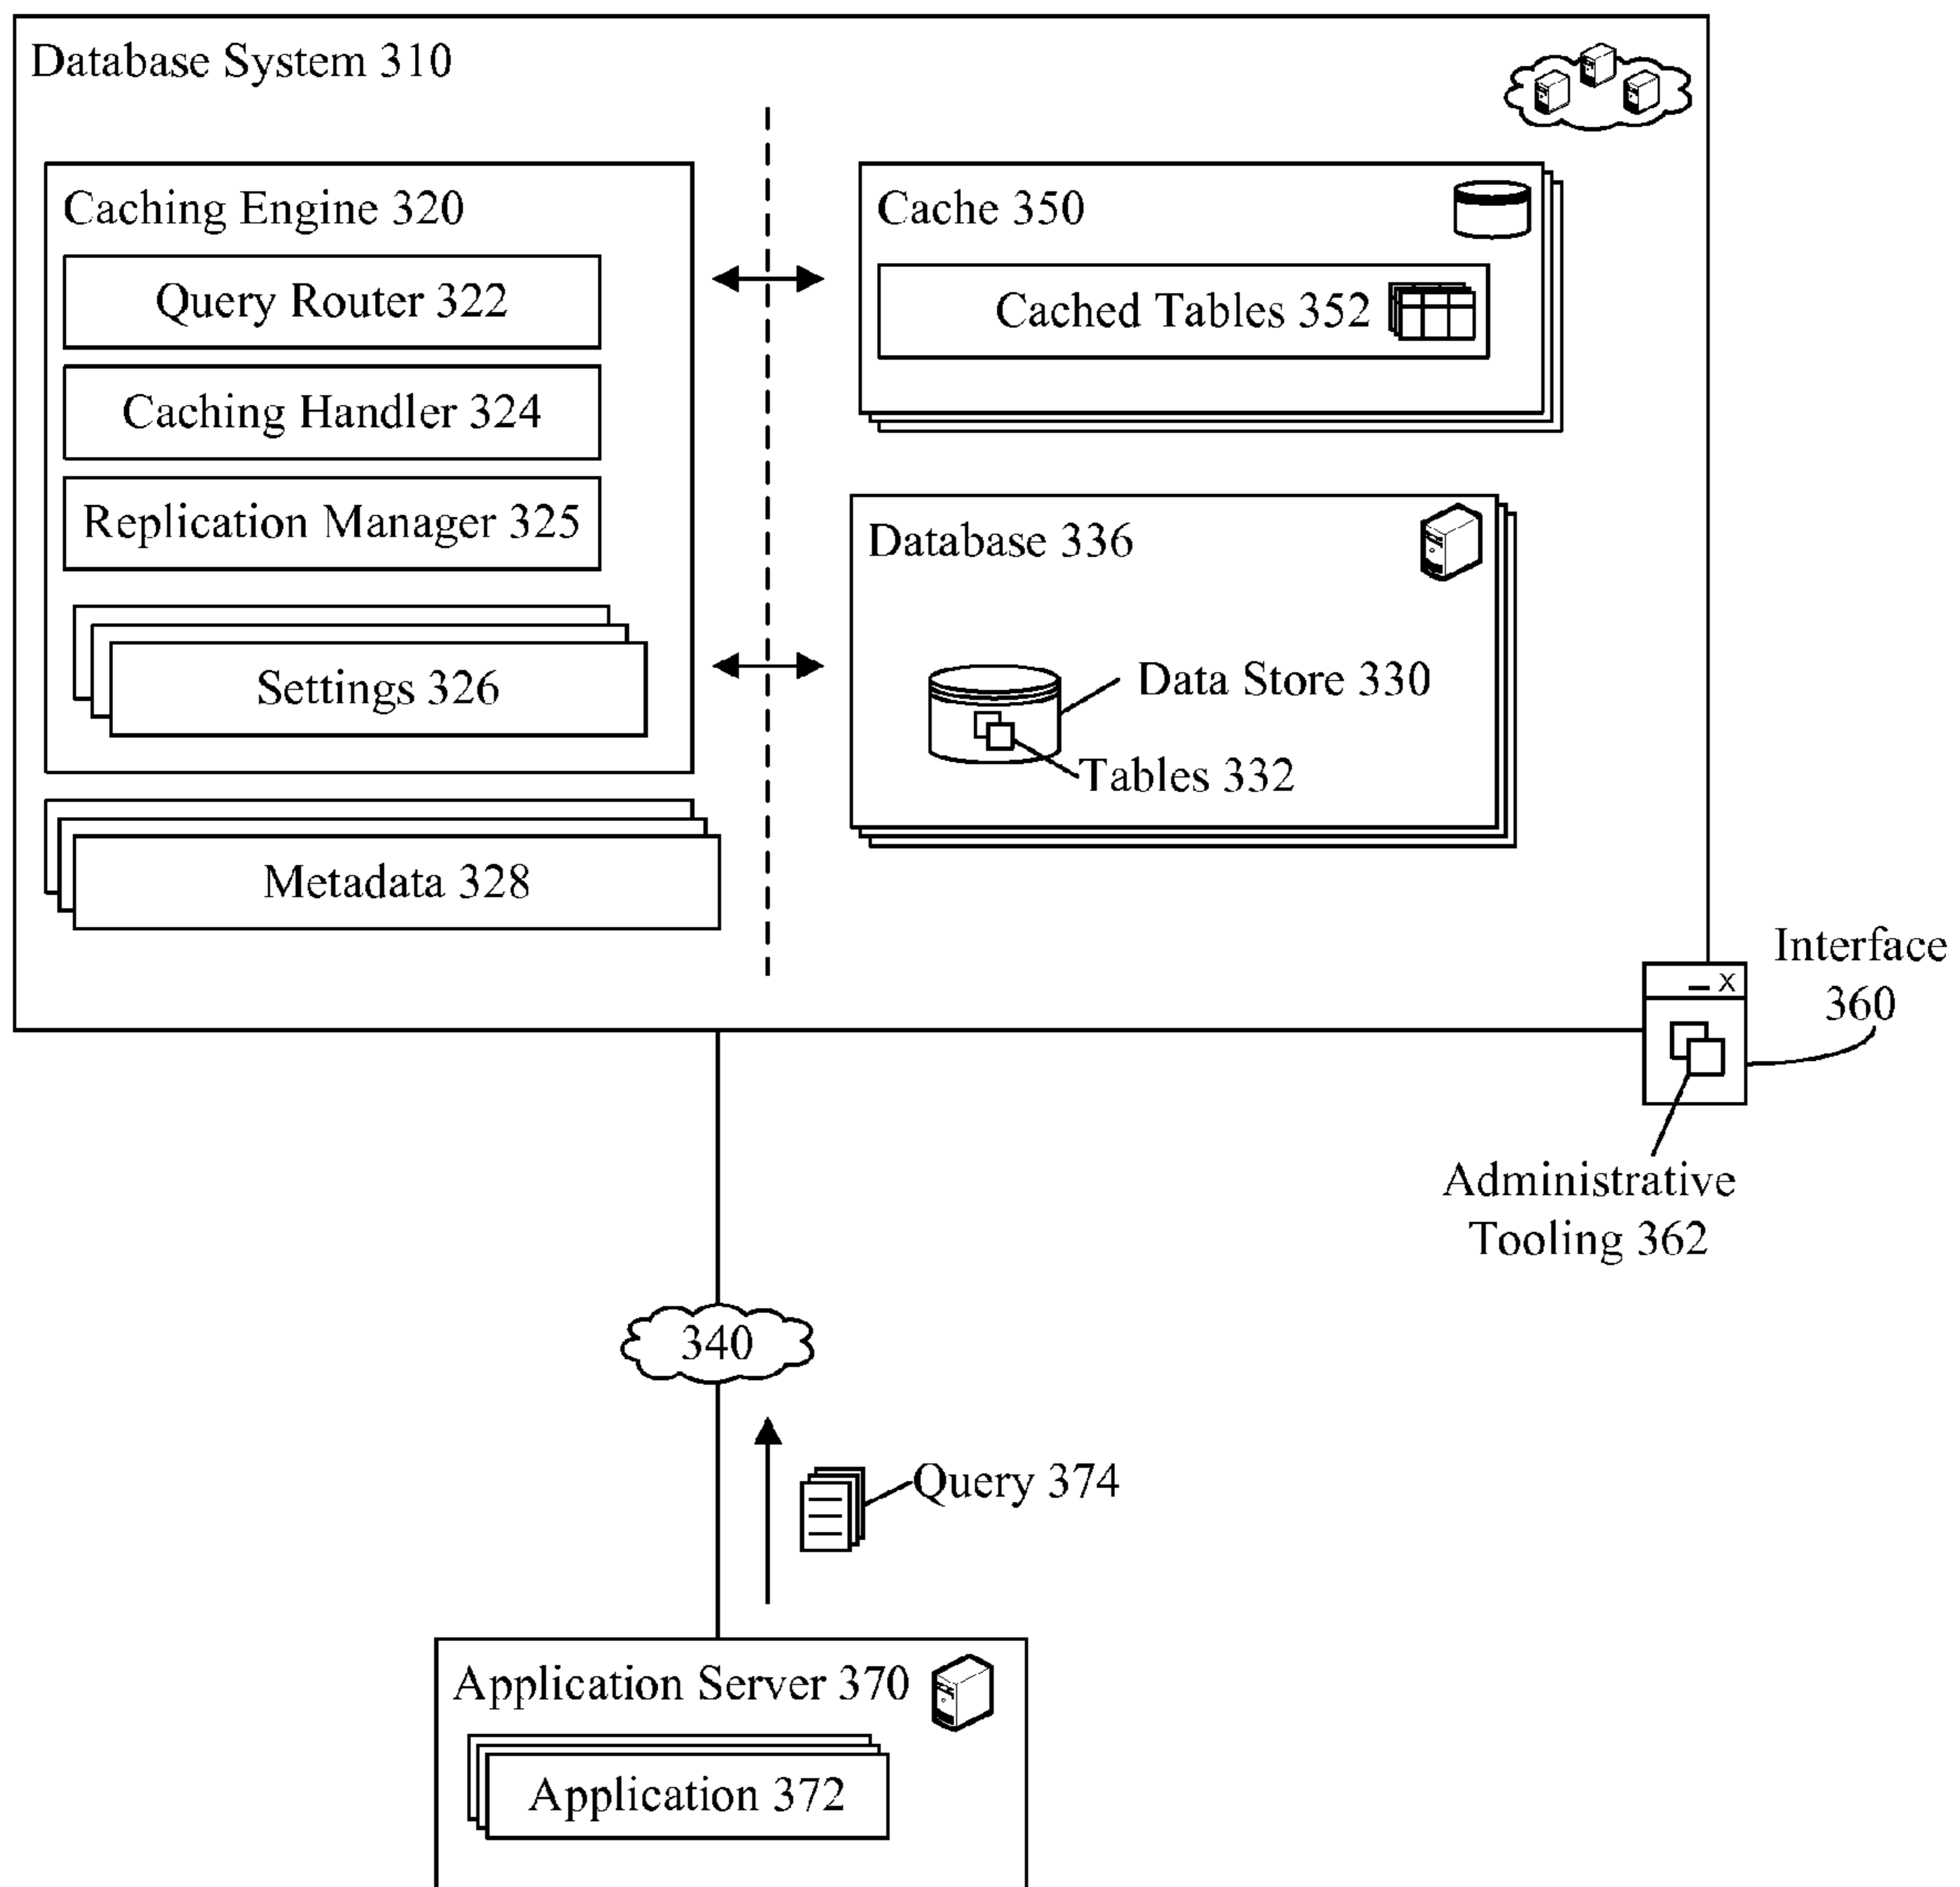 Database System 310
Caching Engine 320
Query Router 322
Caching Handler 324
Replication Manager 325
Settings 326
Metadata 328
Cache 350
Cached Tables 352
Database 336
Data Store 330
Tables 332
X
Interface
360
Administrative
Tooling 362
340
Query 374
Application Server 370
Application 372